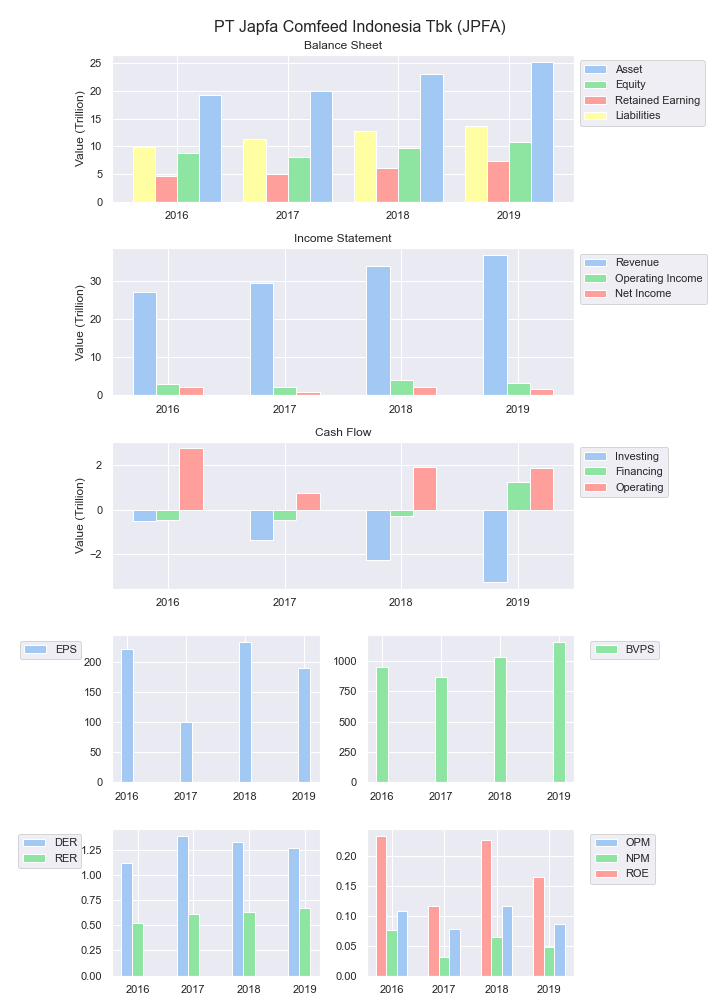 PT Japfa Comfeed Indonesia Tbk (JPFA)
Balance Sheet
Value (Trillion)
25
20
15
10
5
0
2016 2017 2018 2019
Asset
Equity
Retained Earning
Liabilities
Income Statement
Value (Trillion)
30
20
10
0
2016 2017 2018 2019
Revenue
Operating Income
Net Income
Cash Flow
Value (Trillion)
2
0
−2
2016 2017 2018 2019
Investing
Financing
Operating
EPS
200
150
100
50
0
2016 2017 2018 2019
1000
750
500
250
0
2016 2017 2018 2019
BVPS
DER
RER
1.25
1.00
0.75
0.50
0.25
0.00
2016 2017 2018 2019
0.20
0.15
0.10
0.05
0.00
2016 2017 2018 2019
OPM
NPM
ROE